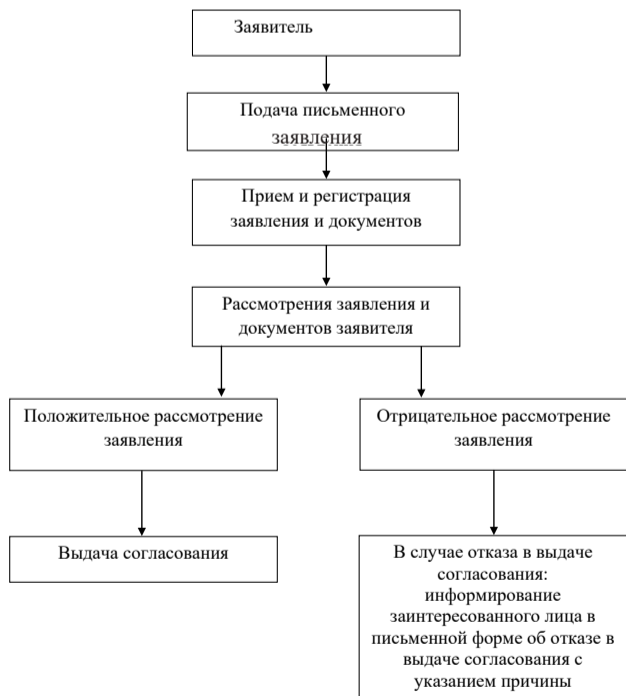 Заявитель
Подача письменного
заявления
Прием и регистрация
заявления и документов
Рассмотрения заявления и
документов заявителя
Положительное рассмотрение
заявления
Отрицательное рассмотрение
заявления
Выдача согласования
В случае отказа в выдаче
согласования:
информирование
заинтересованного лица в
письменной форме об отказе в
выдаче согласования с
указанием причины